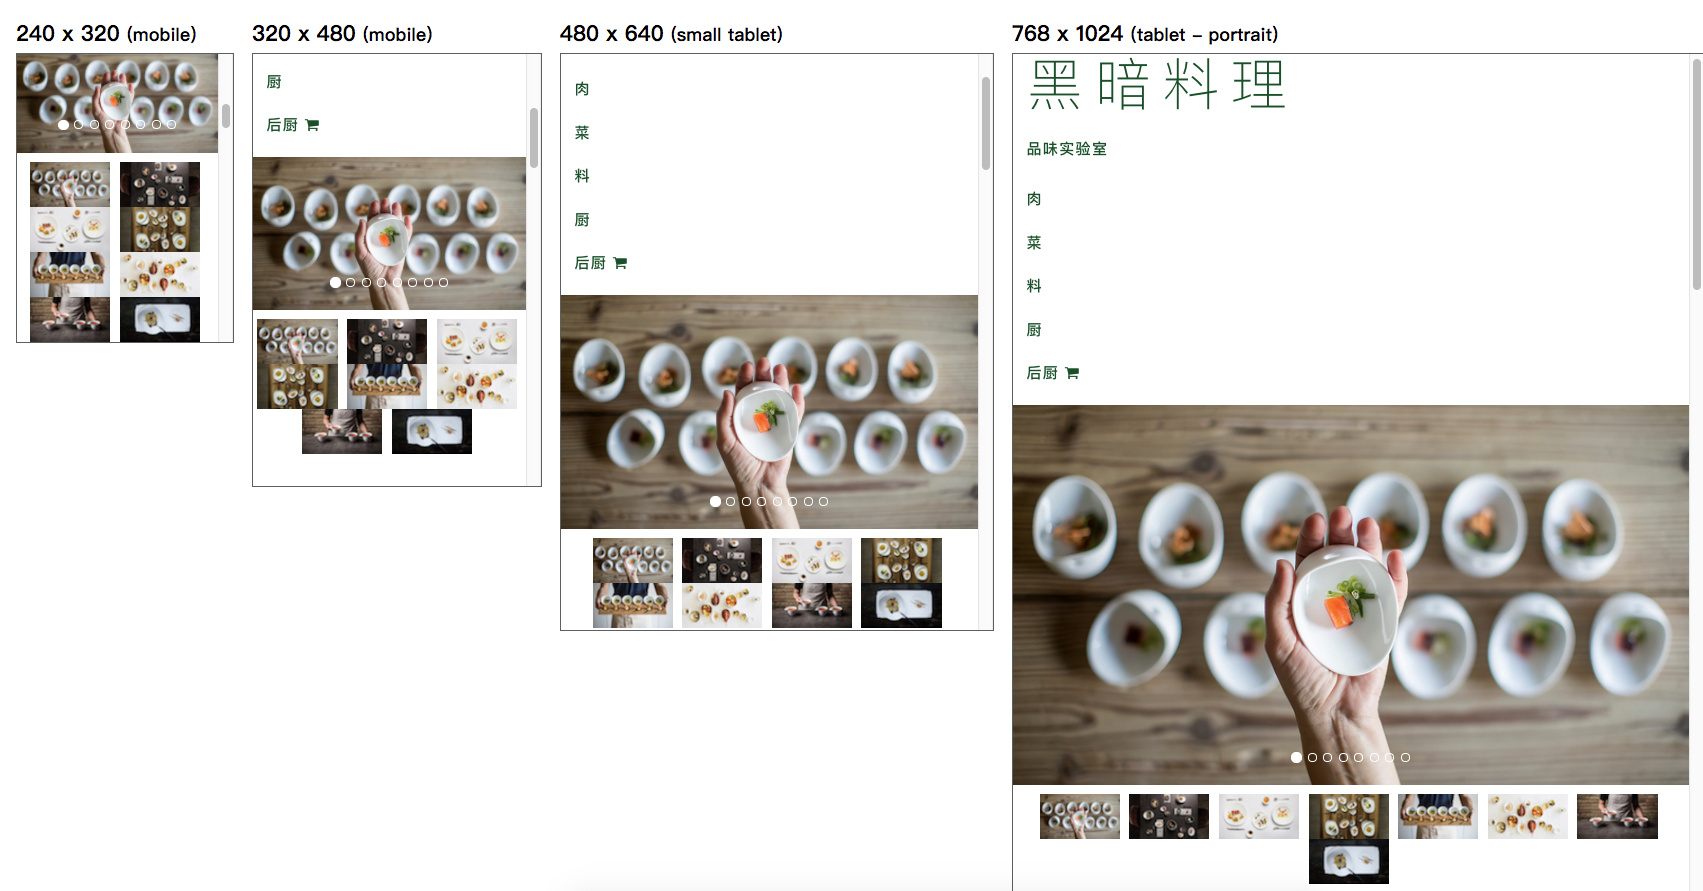 240 x 320 (mobile)
320 x 480 (mobile)
厨
后厨
480 x 640 (small tablet)
肉
菜
料
厨
后厨
768 x 1024 (tablet - portrait)
黑暗料理
品味实验室
肉
菜
料
厨
后厨